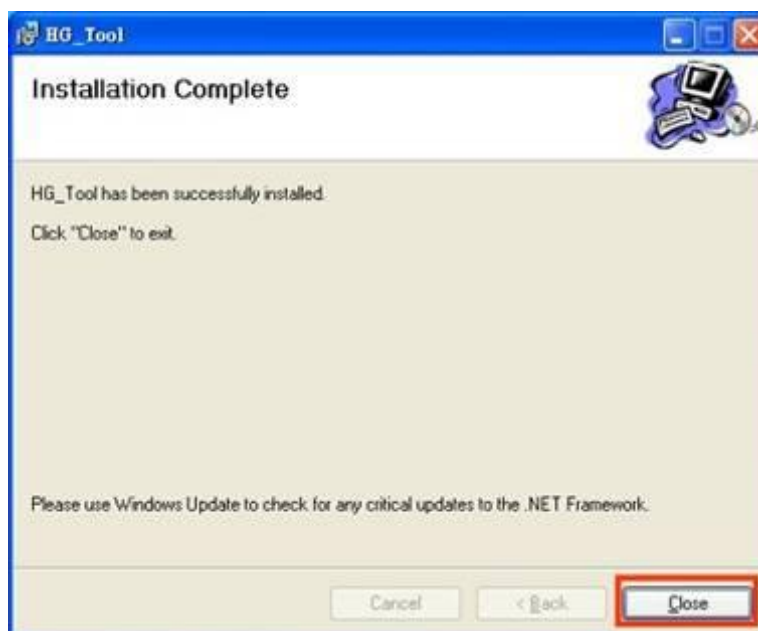 HG_Tool
Installation Complete
HG_Tool has been successfully installed.
Click "Close" to exit.
Please use Windows Update to check for any critical updates to the .NET Framework.
Cancel
< Back
Close